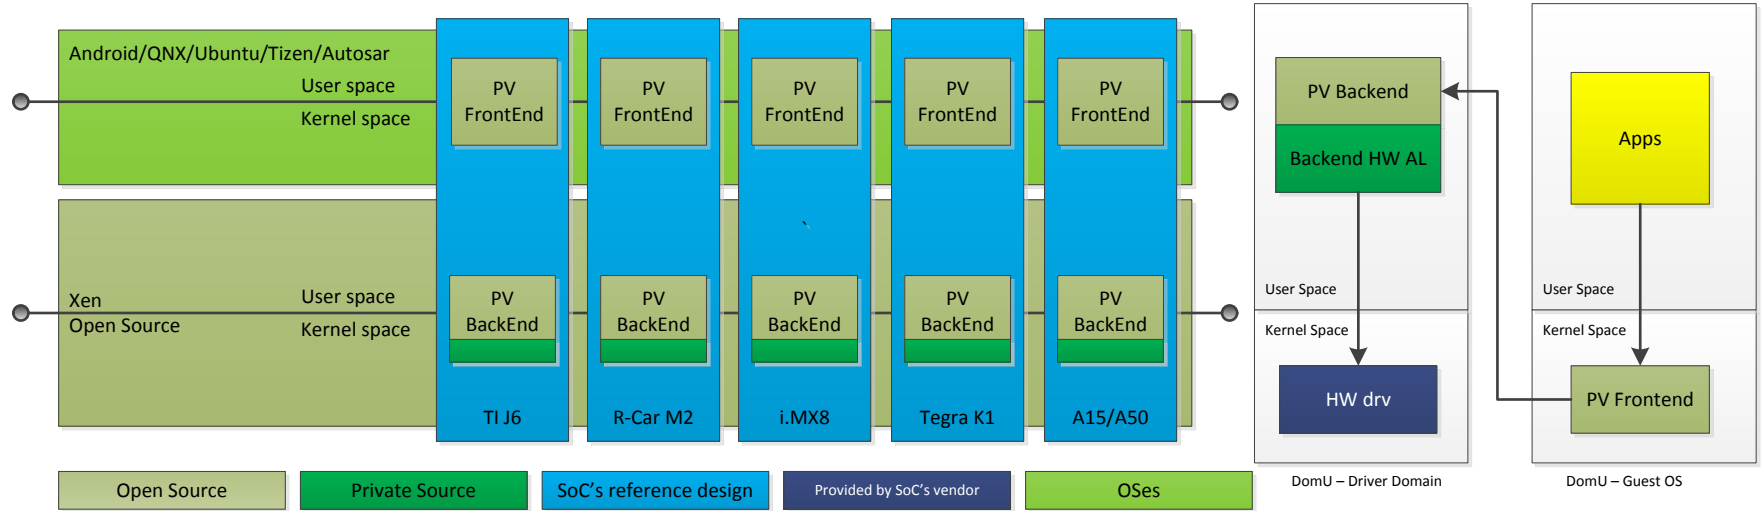 Android/QNX/Ubuntu/Tizen/Autosar
User space
Kernel space
PV
FrontEnd
PV
FrontEnd
PV
FrontEnd
PV
FrontEnd
PV
FrontEnd
Xen
Open Source
User space
Kernel space
PV
BackEnd
PV
BackEnd
PV
BackEnd
PV
BackEnd
PV
BackEnd
TI J6
R-Car M2
i.MX8
Tegra K1
A15/A50
PV Backend
Backend HW AL
User Space
Kernel Space
HW drv
DomU – Driver Domain
Apps
User Space
Kernel Space
PV Frontend
DomU – Guest OS
Open Source
Private Source
SoC's reference design
Provided by SoC's vendor
OSes